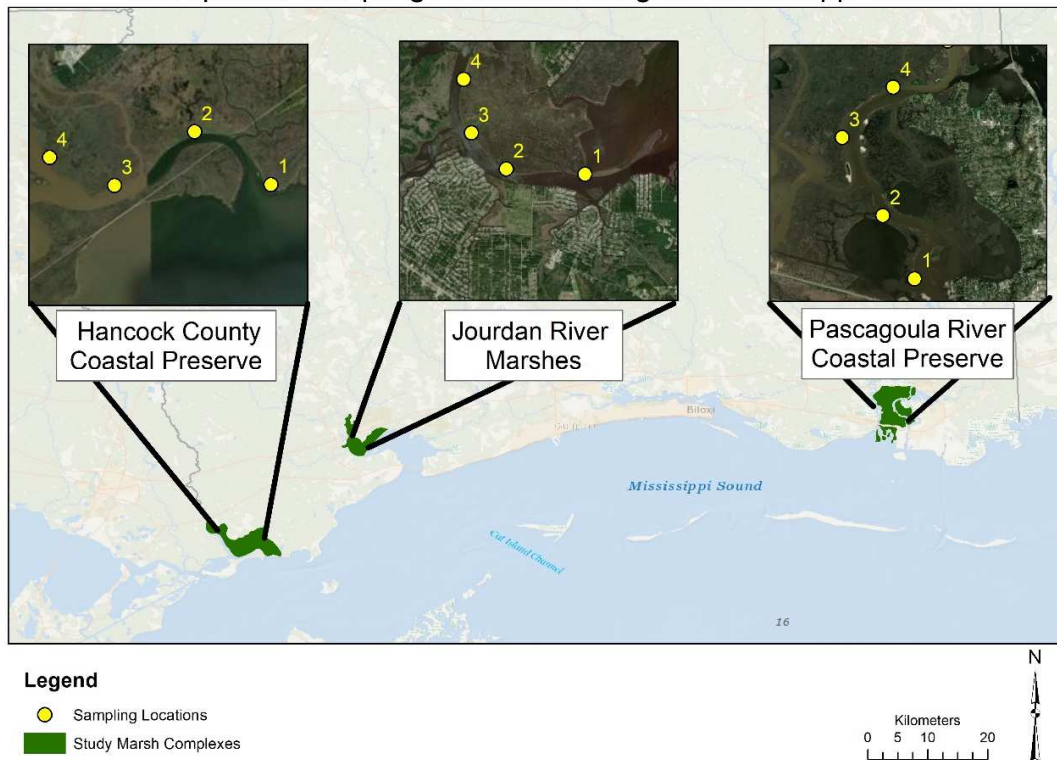 4
3
2
1
4
3
2
1
4
3
2
1
Hancock County
Coastal Preserve
Jourdan River
Marshes
Pascagoula River
Coastal Preserve
Biloxi
Mississippi Sound
Cat Island
Channel
16
Legend
Sampling Locations
Study Marsh Complexes
N
Kilometers
0 5 10 20